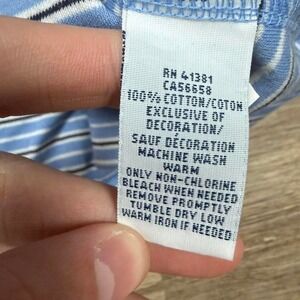 RN 41381
CA56658
100% COTTON/COTON
EXCLUSIVE OF
DECORATION/
SAUF DÉCORATION
MACHINE WASH
WARM
ONLY NON-CHLORINE
BLEACH WHEN NEEDED
REMOVE PROMPTLY
TUMBLE DRY LOW
WARM IRON IF NEEDED